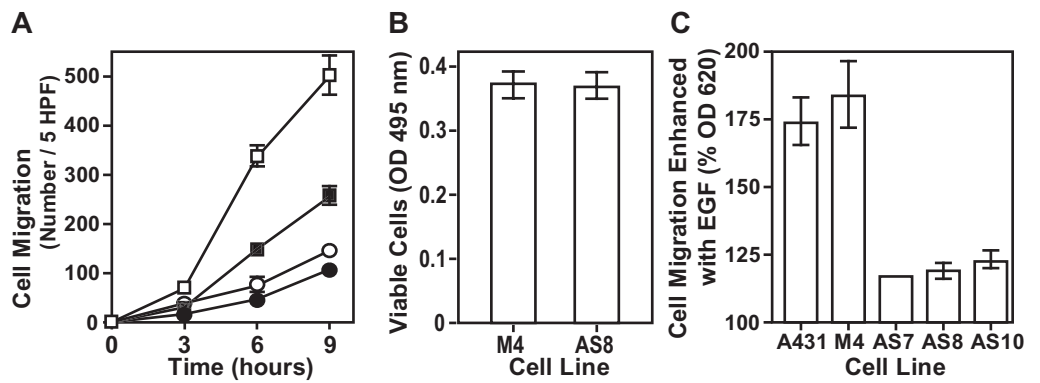 A
Cell Migration
(Number / 5 HPF)
500
400
300
200
100
0
0
3
6
9
Time (hours)
B
Viable Cells (OD 495 nm)
0.4
0.3
0.2
0.1
0
M4
AS8
Cell Line
C
Cell Migration Enhanced
with EGF (% OD 620)
200
175
150
125
100
A431
M4
AS7
AS8
AS10
Cell Line